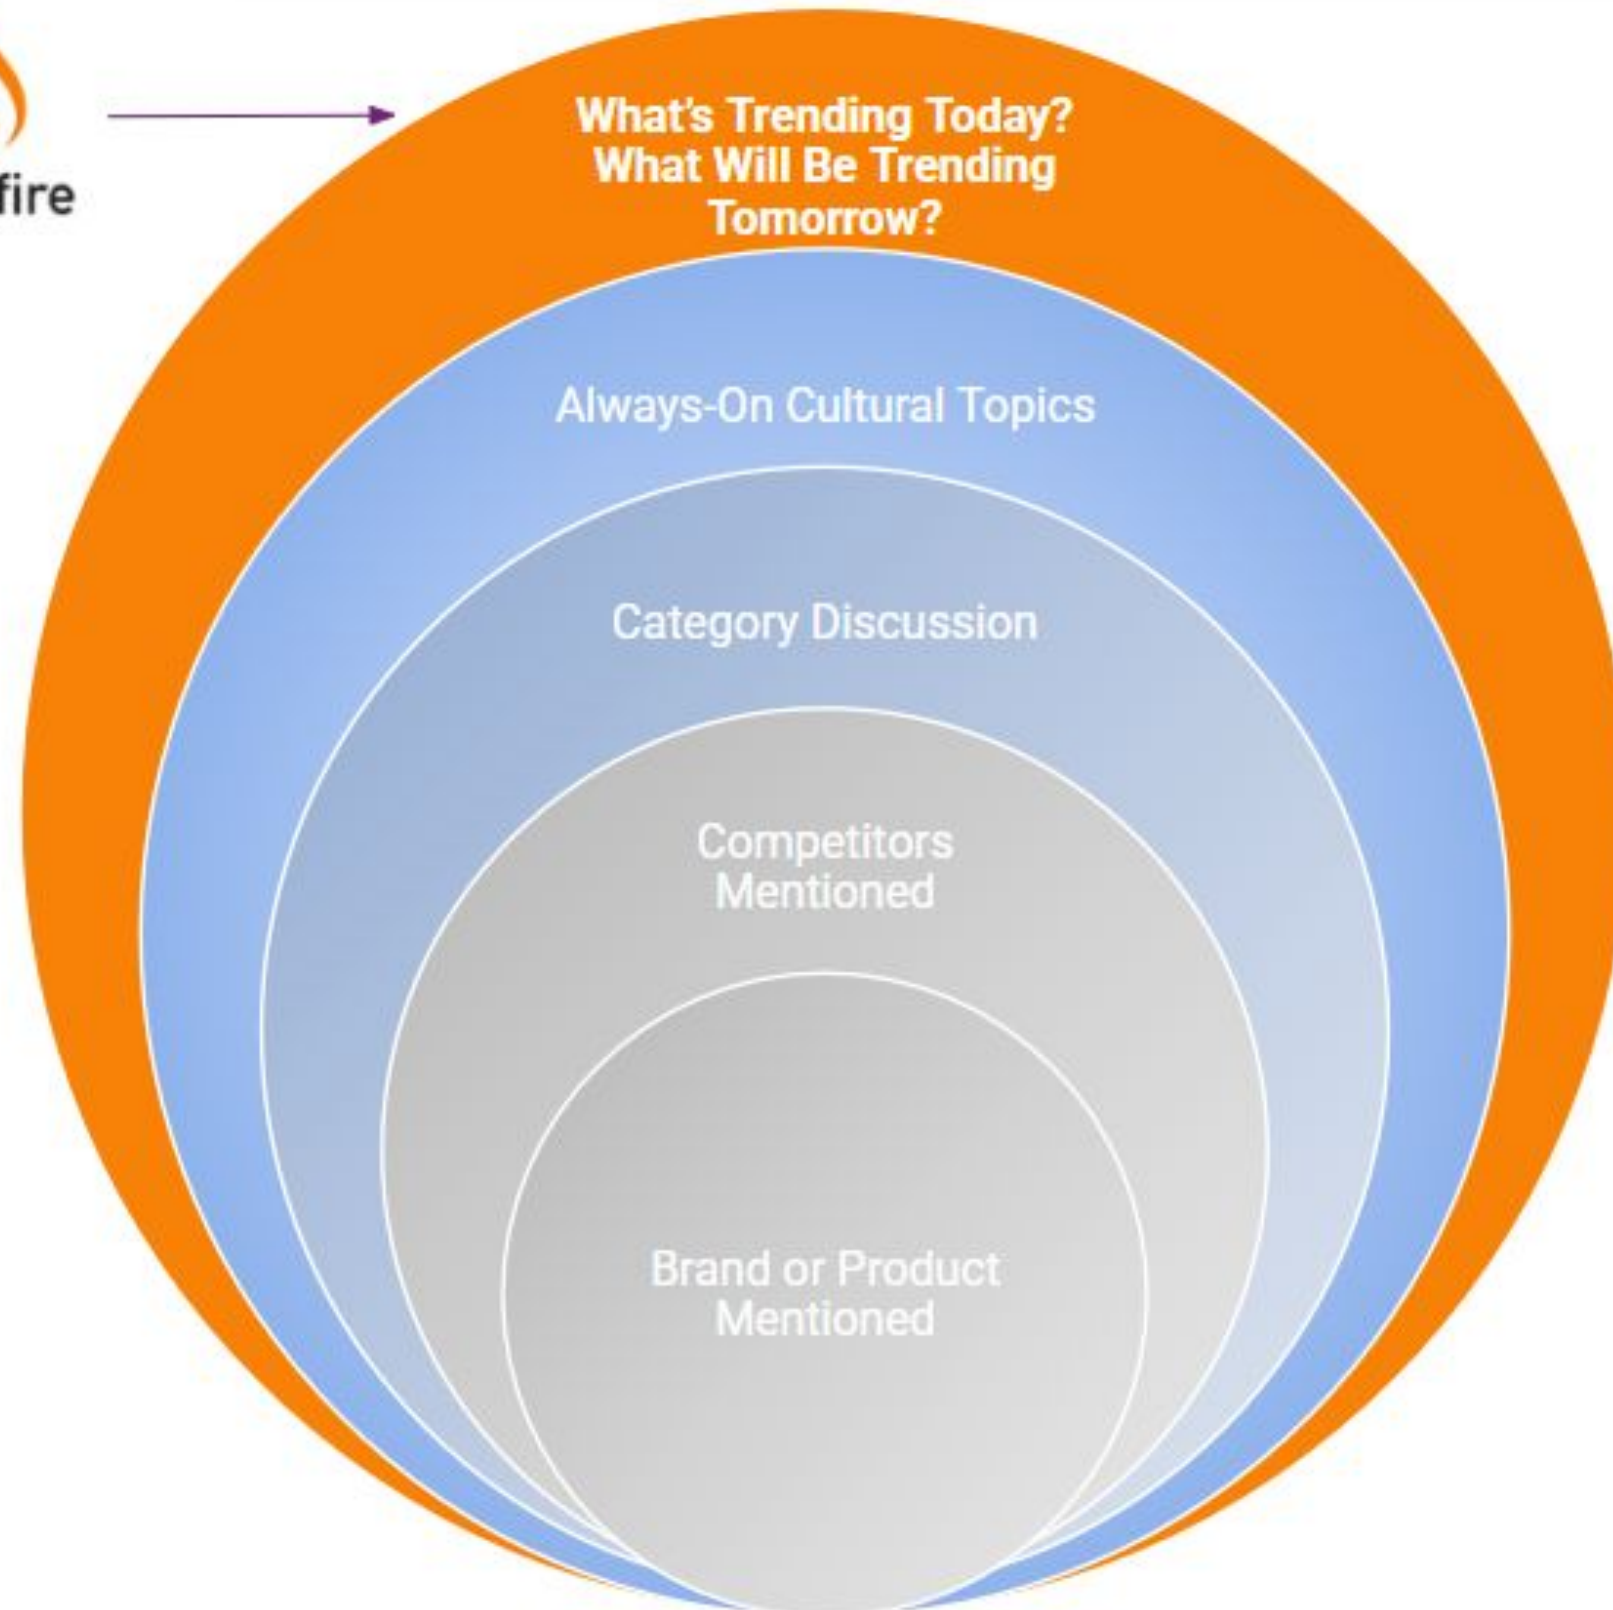 fire
What's Trending Today?
What Will Be Trending
Tomorrow?
Always-On Cultural Topics
Category Discussion
Competitors
Mentioned
Brand or Product
Mentioned